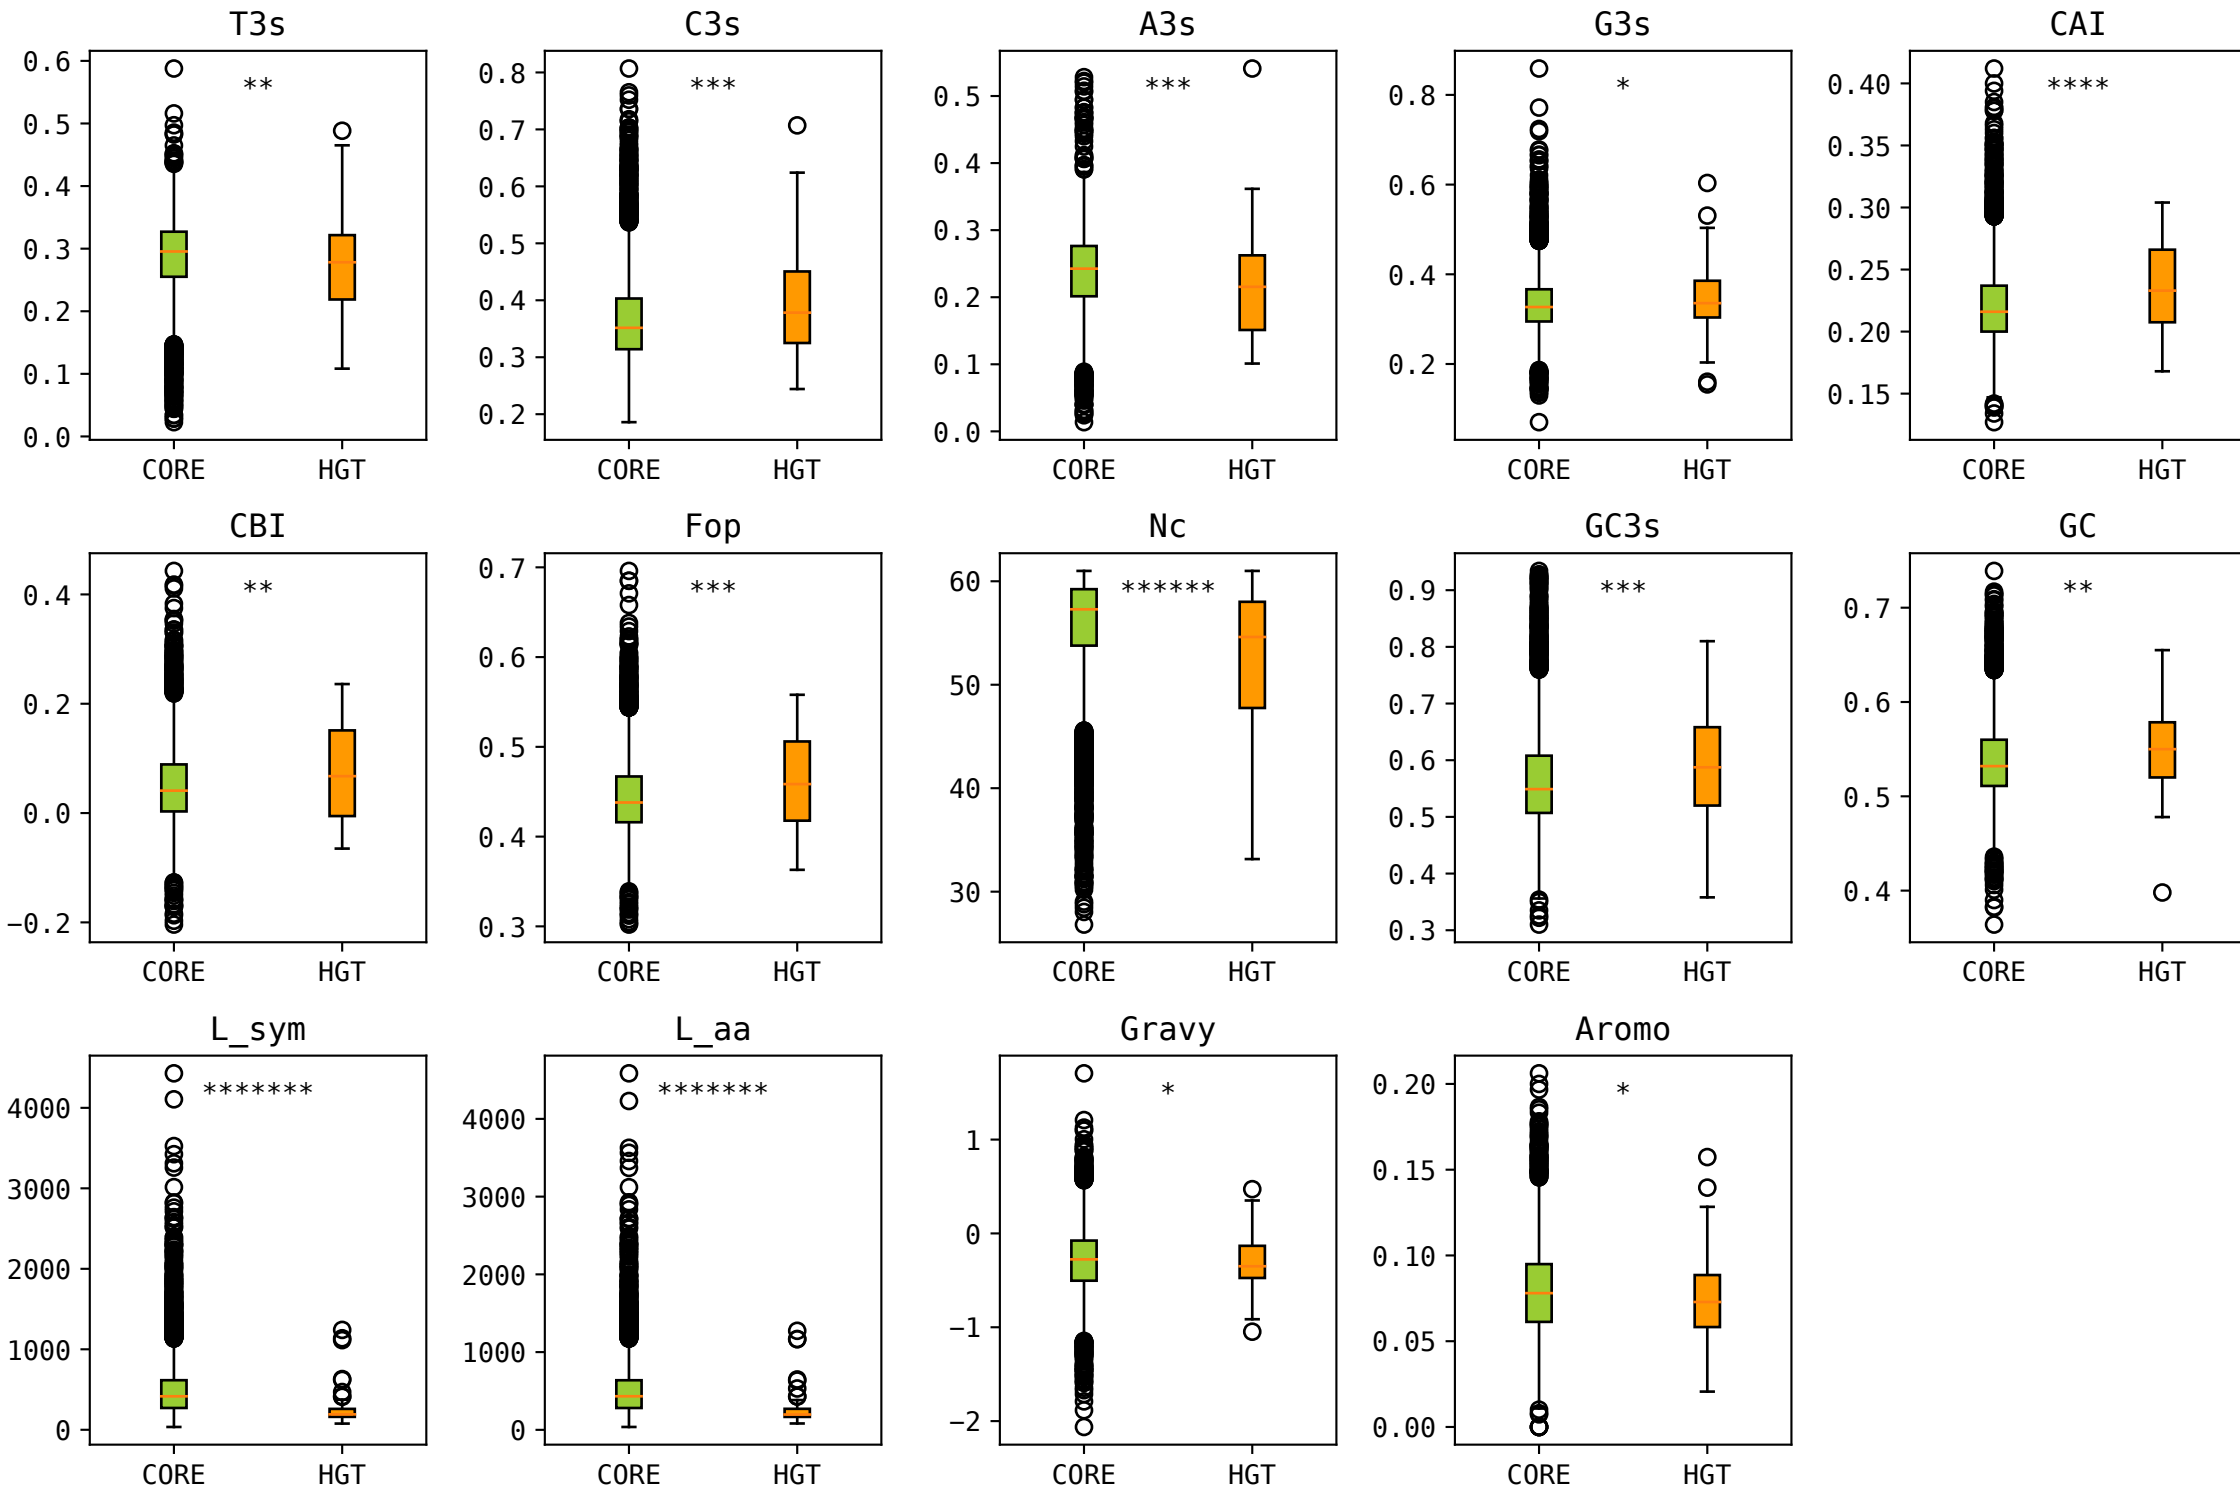 T3s
C3s
A3s
G3s
CAI
0.6
0.5
0.4
0.3
0.2
0.1
0.0
**
CORE
HGT
0.8
0.7
0.6
0.5
0.4
0.3
0.2
***
CORE
HGT
0.5
0.4
0.3
0.2
0.1
0.0
***
CORE
HGT
0.8
0.6
0.4
0.2
*
CORE
HGT
0.40
0.35
0.30
0.25
0.20
0.15
****
CORE
HGT
CBI
Fop
Nc
GC3s
GC
0.4
0.2
0.0
−0.2
**
CORE
HGT
0.7
0.6
0.5
0.4
0.3
***
CORE
HGT
60
50
40
30
******
CORE
HGT
0.9
0.8
0.7
0.6
0.5
0.4
0.3
***
CORE
HGT
0.7
0.6
0.5
0.4
**
CORE
HGT
L_sym
L_aa
Gravy
Aromo
4000
3000
2000
1000
0
*******
CORE
HGT
4000
3000
2000
1000
0
*******
CORE
HGT
1
0
−1
−2
*
CORE
HGT
0.20
0.15
0.10
0.05
0.00
*
CORE
HGT